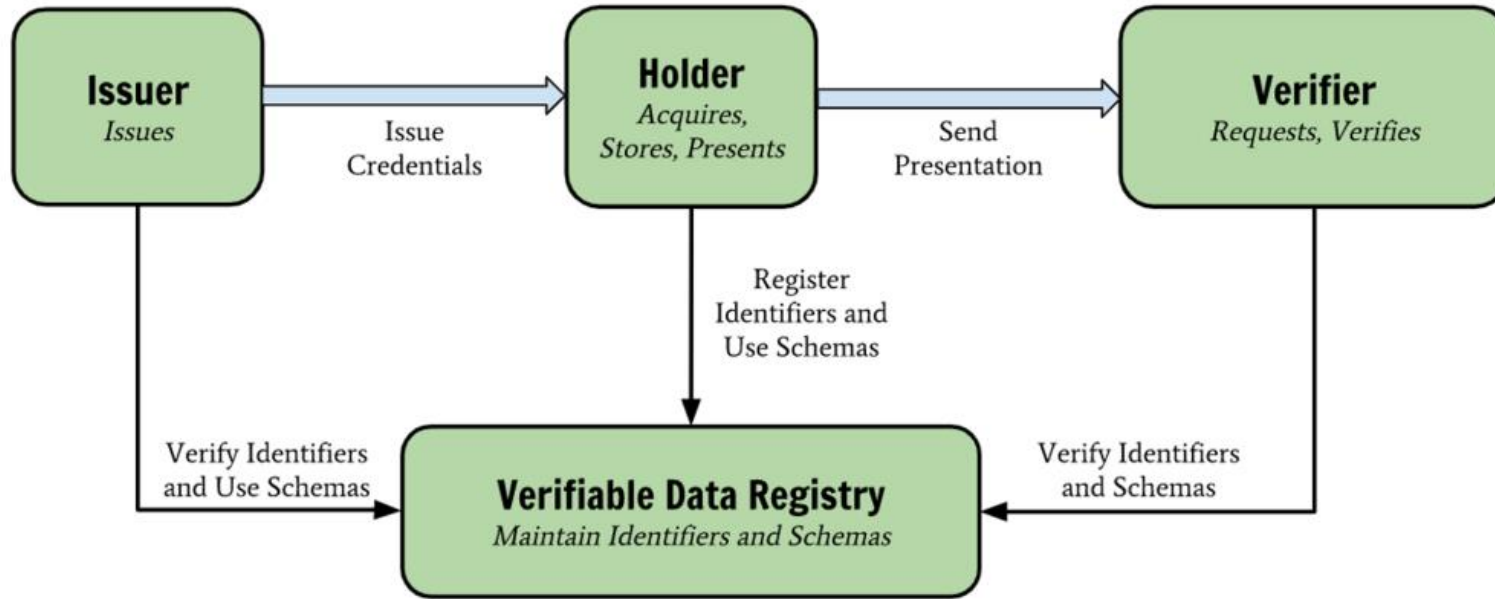 Issuer
Issues
Issue
Credentials
Holder
Acquires,
Stores, Presents
Send
Presentation
Verifier
Requests, Verifies
Register
Identifiers and
Use Schemas
Verify Identifiers
and Use Schemas
Verifiable Data Registry
Maintain Identifiers and Schemas
Verify Identifiers
and Schemas